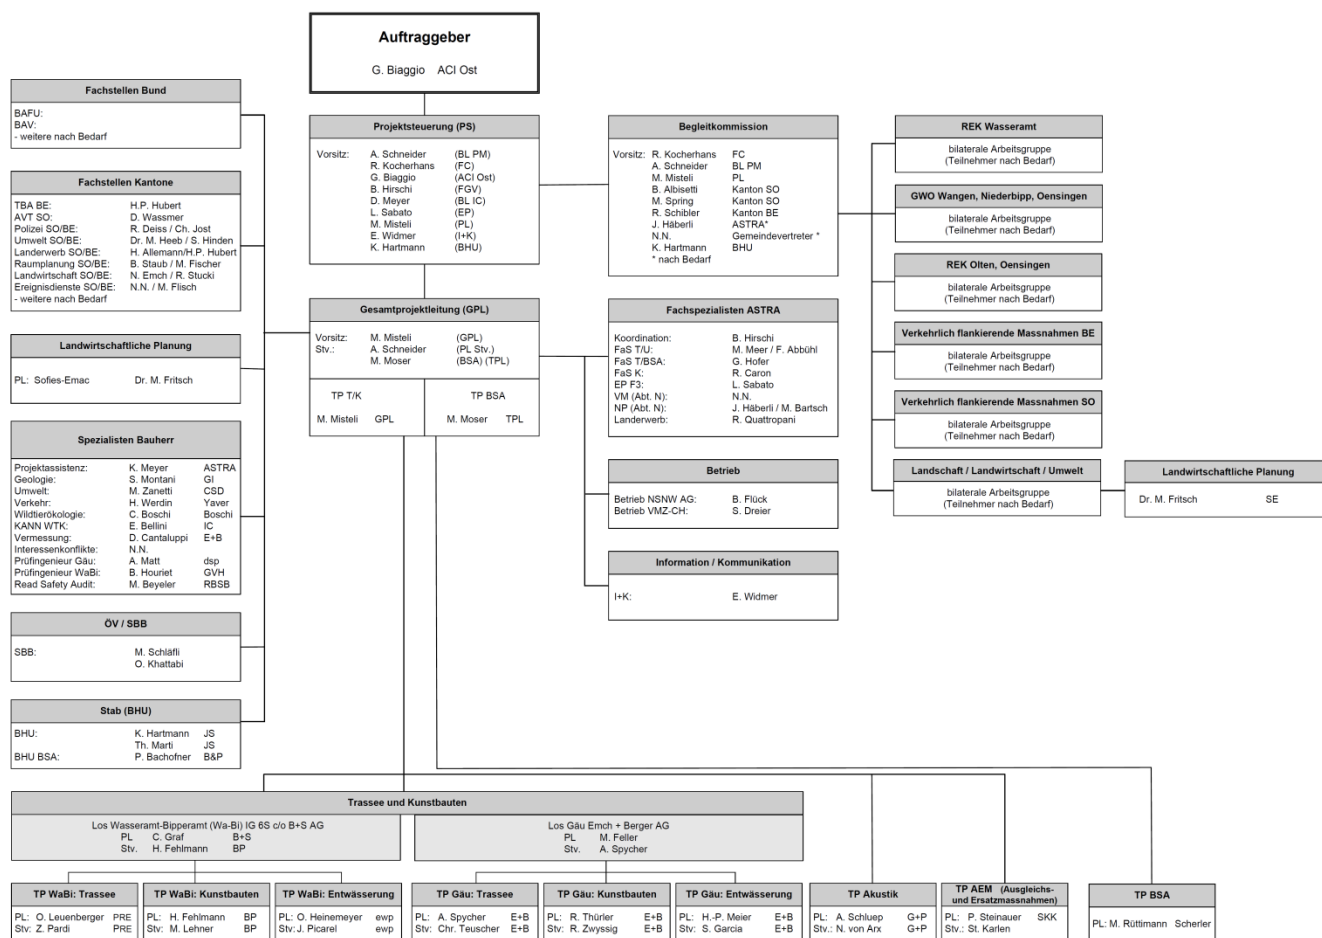 Auftraggeber
G. Biaggio ACI Ost
Fachstellen Bund
BAFU:
BAV:
- weitere nach Bedarf
Projektsteuerung (PS)
Vorsitz: A. Schneider (BL PM)
R. Kocherhans (FC)
G. Biaggio (ACI Ost)
B. Hirschi (FGV)
D. Meyer (BL IC)
L. Sabato (EP)
M. Misteli (PL)
E. Widmer (I+K)
K. Hartmann (BHU)
Begleitkommission
Vorsitz: R. Kocherhans FC
A. Schneider BL PM
M. Misteli PL
B. Albisetti Kanton SO
M. Spring Kanton SO
R. Schibler Kanton BE
J. Häberli ASTRA*
N.N. Gemeindevertreter *
K. Hartmann BHU
* nach Bedarf
REK Wasseramt
bilaterale Arbeitsgruppe
(Teilnehmer nach Bedarf)
GWO Wangen, Niederbipp, Oensingen
bilaterale Arbeitsgruppe
(Teilnehmer nach Bedarf)
REK Olten, Oensingen
bilaterale Arbeitsgruppe
(Teilnehmer nach Bedarf)
Verkehrlich flankierende Massnahmen BE
bilaterale Arbeitsgruppe
(Teilnehmer nach Bedarf)
Verkehrlich flankierende Massnahmen SO
bilaterale Arbeitsgruppe
(Teilnehmer nach Bedarf)
Landschaft / Landwirtschaft / Umwelt
bilaterale Arbeitsgruppe
(Teilnehmer nach Bedarf)
Landwirtschaftliche Planung
Dr. M. Fritsch SE
Fachstellen Kantone
TBA BE: H.P. Hubert
AVT SO: D. Wassmer
Polizei SO/BE: R. Deiss / Ch. Jost
Umwelt SO/BE: Dr. M. Heeb / S. Hinden
Landerwerb SO/BE: H. Allemann/H.P. Hubert
Raumplanung SO/BE: B. Staub / M. Fischer
Landwirtschaft SO/BE: N. Emch / R. Stucki
Ereignisdienste SO/BE: N.N. / M. Flisch
- weitere nach Bedarf
Gesamtprojektleitung (GPL)
Vorsitz: M. Misteli (GPL)
Stv.: A. Schneider (PL Stv.)
M. Moser (BSA) (TPL)
TP T/K
M. Misteli GPL
TP BSA
M. Moser TPL
Fachspezialisten ASTRA
Koordination: B. Hirschi
FaS T/U: M. Meer / F. Abbühl
FaS T/BSA: G. Hofer
FaS K: R. Caron
EP F3: L. Sabato
VM (Abt. N): N.N.
NP (Abt. N): J. Häberli / M. Bartsch
Landerwerb: R. Quattropani
Landwirtschaftliche Planung
PL: Sofies-Emac Dr. M. Fritsch
Spezialisten Bauherr
Projektassistenz: K. Meyer ASTRA
Geologie: S. Montani GI
Umwelt: M. Zanetti CSD
Verkehr: H. Werdin Yaver
Wildtierökologie: C. Boschi Boschi
KANN WTK: E. Bellini IC
Vermessung: D. Cantaluppi E+B
Interessenkonflikte: N.N.
Prüfingenieur Gäu: A. Matt dsp
Prüfingenieur WaBi: B. Houriet GVH
Read Safety Audit: M. Beyeler RBSB
Betrieb
Betrieb NSNW AG: B. Flück
Betrieb VMZ-CH: S. Dreier
Information / Kommunikation
I+K: E. Widmer
ÖV / SBB
SBB: M. Schläfli
O. Khattabi
Stab (BHU)
BHU: K. Hartmann JS
Th. Marti JS
BHU BSA: P. Bachofner B&P
Trassee und Kunstbauten
Los Wasseramt-Bipperamt (Wa-Bi) IG 6S c/o B+S AG
PL C. Graf B+S
Stv. H. Fehlmann BP
Los Gäu Emch + Berger AG
PL M. Feller
Stv. A. Spycher
TP WaBi: Trassee
PL: O. Leuenberger PRE
Stv: Z. Pardi PRE
TP WaBi: Kunstbauten
PL: H. Fehlmann BP
Stv: M. Lehner BP
TP WaBi: Entwässerung
PL: O. Heinemeyer ewp
Stv: J. Picarel ewp
TP Gäu: Trassee
PL: A. Spycher E+B
Stv: Chr. Teuscher E+B
TP Gäu: Kunstbauten
PL: R. Thürler E+B
Stv: R. Zwyssig E+B
TP Gäu: Entwässerung
PL: H.-P. Meier E+B
Stv: S. Garcia E+B
TP Akustik
PL: A. Schluep G+P
Stv.: N. von Arx G+P
TP AEM (Ausgleichs-
und Ersatzmassnahmen)
PL: P. Steinauer SKK
Stv.: St. Karlen
TP BSA
PL: M. Rüttimann Scherler